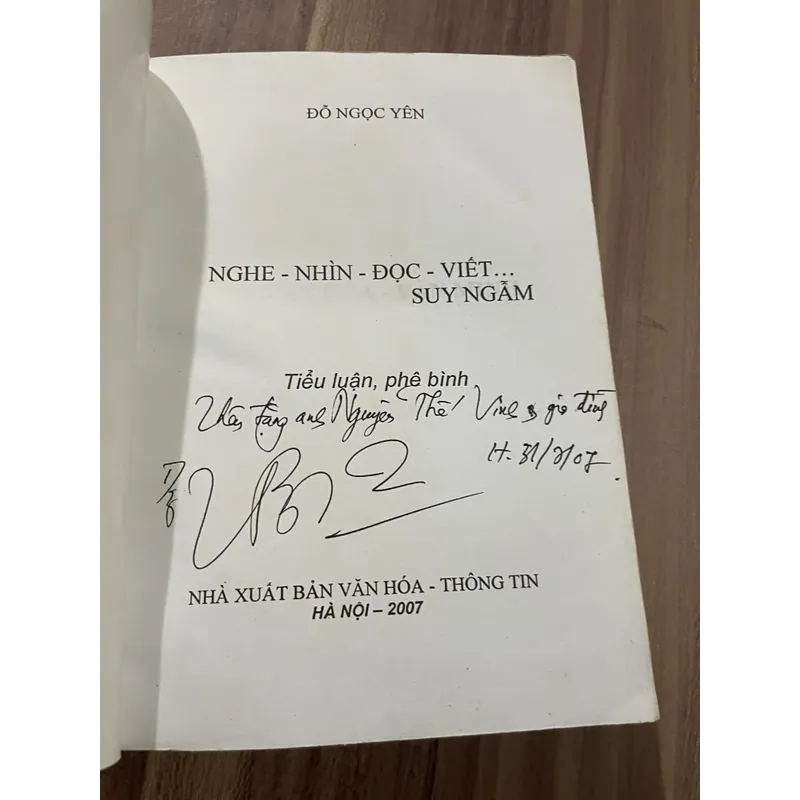 ĐỖ NGỌC YÊN
NGHE - NHÌN - ĐỌC - VIẾT...
SUY NGẪM
Tiểu luận, phê bình
Thân tặng anh Nguyễn Thế Vinh & gia đình
H. 31/7/07
NHÀ XUẤT BẢN VĂN HÓA - THÔNG TIN
HÀ NỘI – 2007